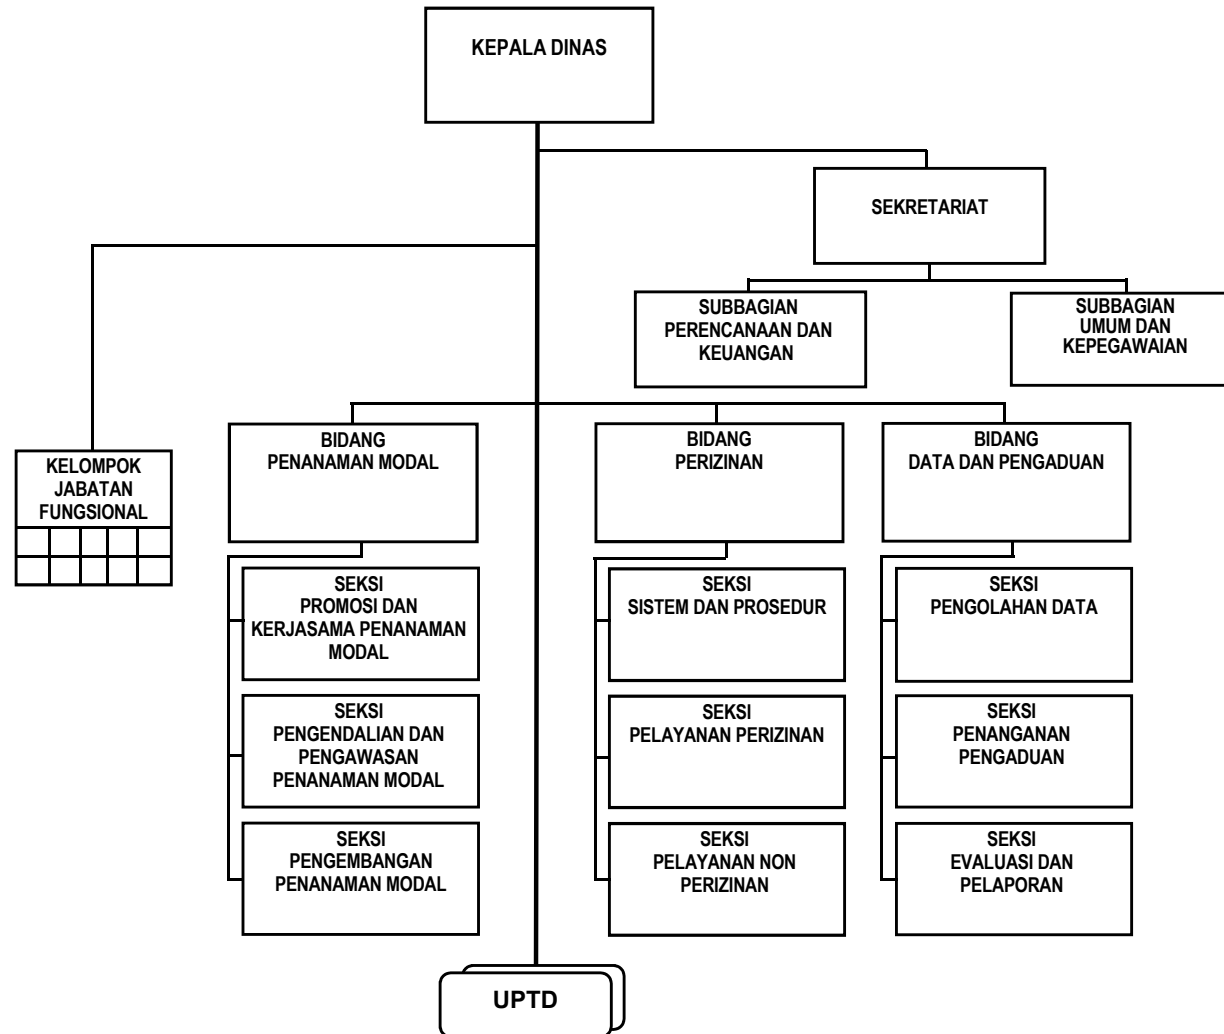 KEPALA DINAS
SEKRETARIAT
SUBBAGIAN
PERENCANAAN DAN
KEUANGAN
SUBBAGIAN
UMUM DAN
KEPEGAWAIAN
KELOMPOK
JABATAN
FUNGSIONAL
BIDANG
PENANAMAN MODAL
BIDANG
PERIZINAN
BIDANG
DATA DAN PENGADUAN
SEKSI
PROMOSI DAN
KERJASAMA PENANAMAN
MODAL
SEKSI
SISTEM DAN PROSEDUR
SEKSI
PENGOLAHAN DATA
SEKSI
PENGENDALIAN DAN
PENGAWASAN
PENANAMAN MODAL
SEKSI
PELAYANAN PERIZINAN
SEKSI
PENANGANAN
PENGADUAN
SEKSI
PENGEMBANGAN
PENANAMAN MODAL
SEKSI
PELAYANAN NON
PERIZINAN
SEKSI
EVALUASI DAN
PELAPORAN
UPTD